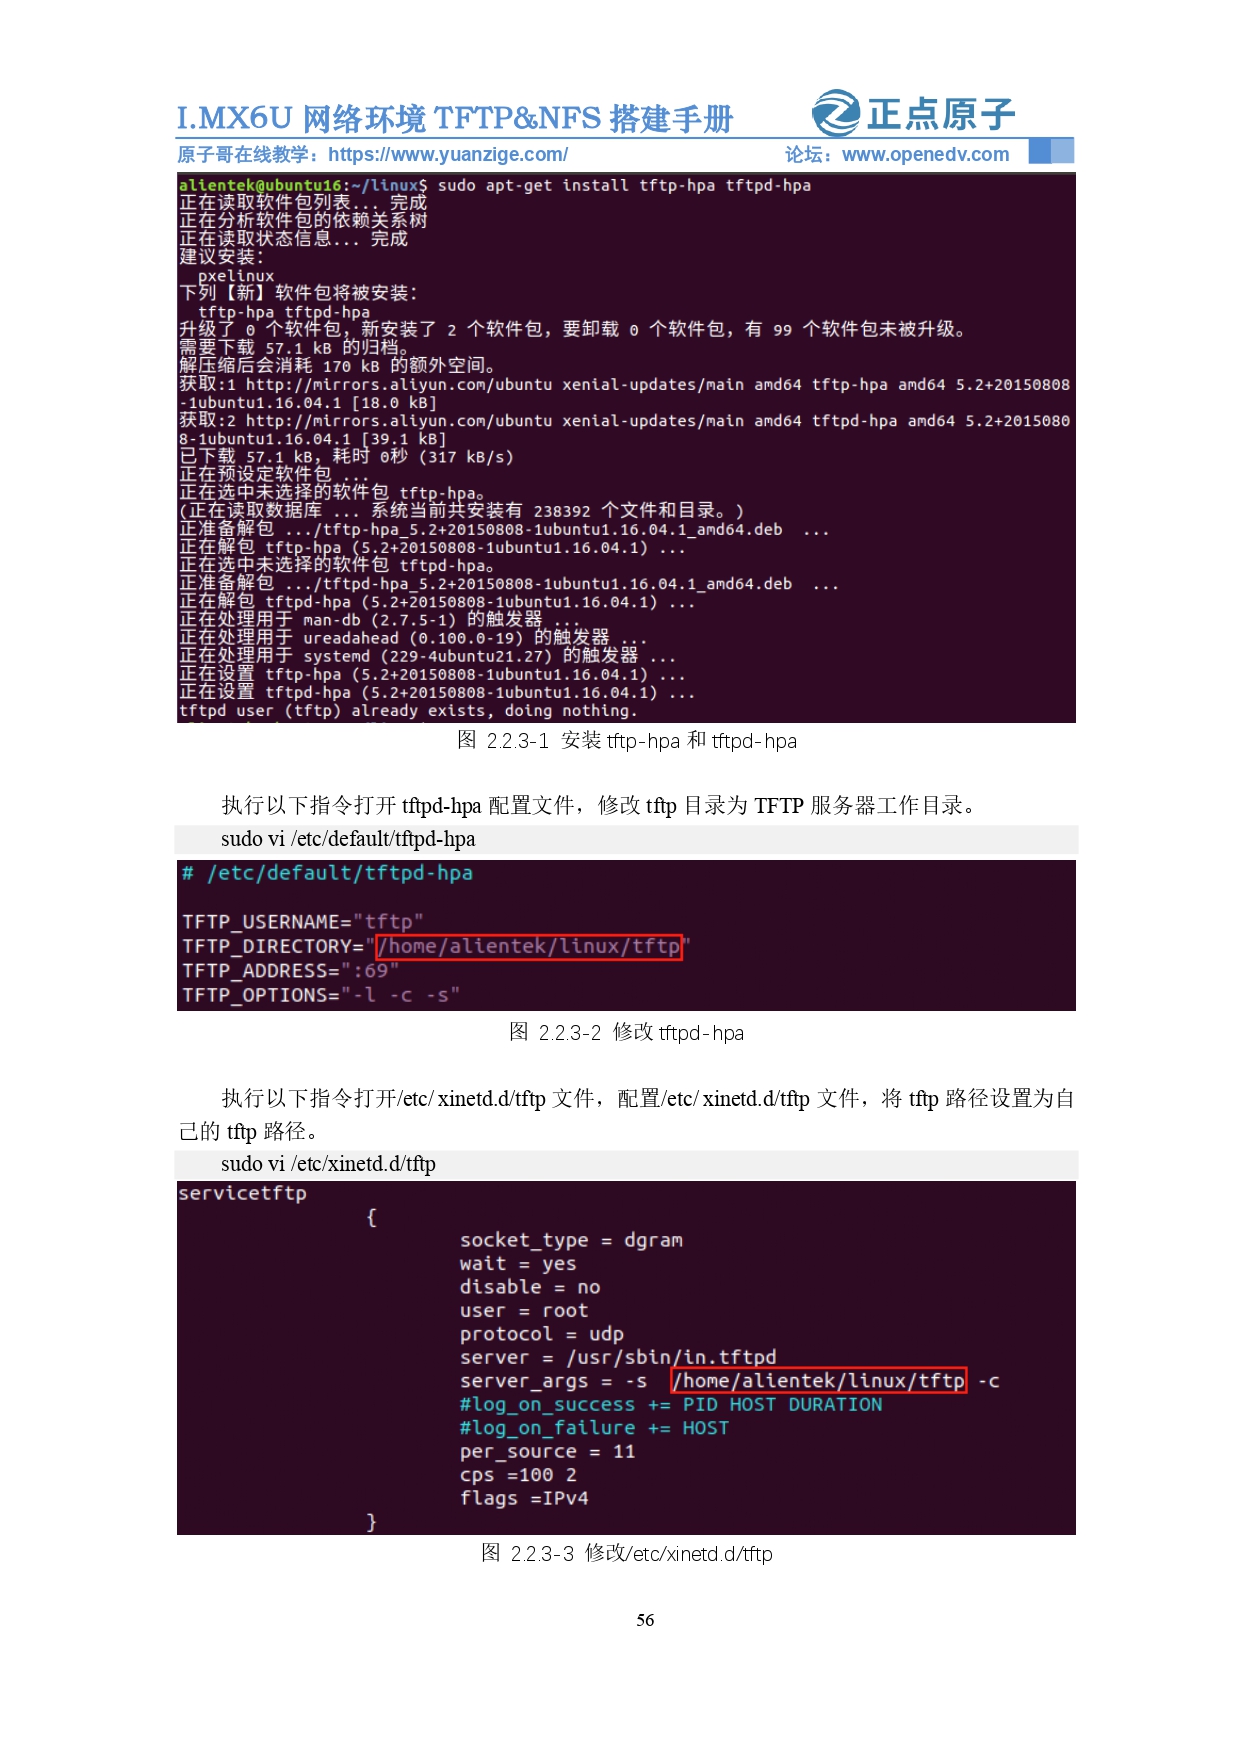 I.MX6U 网络环境 TFTP&NFS 搭建手册
正点原子
原子哥在线教学：https://www.yuanzige.com/ 论坛：www.openedv.com
alientek@ubuntu16:~/linux$ sudo apt-get install tftp-hpa tftpd-hpa
正在读取软件包列表... 完成
正在分析软件包的依赖关系树
正在读取状态信息... 完成
建议安装：
pxelinux
下列【新】软件包将被安装：
tftp-hpa tftpd-hpa
升级了 0 个软件包，新安装了 2 个软件包，要卸载 0 个软件包，有 99 个软件包未被升级。
需要下载 57.1 kB 的归档。
解压缩后会消耗 170 kB 的额外空间。
获取:1 http://mirrors.aliyun.com/ubuntu xenial-updates/main amd64 tftp-hpa amd64 5.2+20150808
-1ubuntu1.16.04.1 [18.0 kB]
获取:2 http://mirrors.aliyun.com/ubuntu xenial-updates/main amd64 tftpd-hpa amd64 5.2+2015080
8-1ubuntu1.16.04.1 [39.1 kB]
已下载 57.1 kB，耗时 0秒 (317 kB/s)
正在预设定软件包 ...
正在选中未选择的软件包 tftp-hpa。
(正在读取数据库 ... 系统当前共安装有 238392 个文件和目录。)
正准备解包 .../tftp-hpa_5.2+20150808-1ubuntu1.16.04.1_amd64.deb ...
正在解包 tftp-hpa (5.2+20150808-1ubuntu1.16.04.1) ...
正在选中未选择的软件包 tftpd-hpa。
正准备解包 .../tftpd-hpa_5.2+20150808-1ubuntu1.16.04.1_amd64.deb ...
正在解包 tftpd-hpa (5.2+20150808-1ubuntu1.16.04.1) ...
正在处理用于 man-db (2.7.5-1) 的触发器 ...
正在处理用于 ureadahead (0.100.0-19) 的触发器 ...
正在处理用于 systemd (229-4ubuntu21.27) 的触发器 ...
正在设置 tftp-hpa (5.2+20150808-1ubuntu1.16.04.1) ...
正在设置 tftpd-hpa (5.2+20150808-1ubuntu1.16.04.1) ...
tftpd user (tftp) already exists, doing nothing.
图 2.2.3-1 安装 tftp-hpa 和 tftpd-hpa
执行以下指令打开 tftpd-hpa 配置文件，修改 tftp 目录为 TFTP 服务器工作目录。
sudo vi /etc/default/tftpd-hpa
# /etc/default/tftpd-hpa
TFTP_USERNAME="tftp"
TFTP_DIRECTORY="/home/alientek/linux/tftp"
TFTP_ADDRESS=":69"
TFTP_OPTIONS="-l -c -s"
图 2.2.3-2 修改 tftpd-hpa
执行以下指令打开/etc/ xinetd.d/tftp 文件，配置/etc/ xinetd.d/tftp 文件，将 tftp 路径设置为自
己的 tftp 路径。
sudo vi /etc/xinetd.d/tftp
servicetftp
{
socket_type = dgram
wait = yes
disable = no
user = root
protocol = udp
server = /usr/sbin/in.tftpd
server_args = -s /home/alientek/linux/tftp -c
#log_on_success += PID HOST DURATION
#log_on_failure += HOST
per_source = 11
cps =100 2
flags =IPv4
}
图 2.2.3-3 修改/etc/xinetd.d/tftp
56